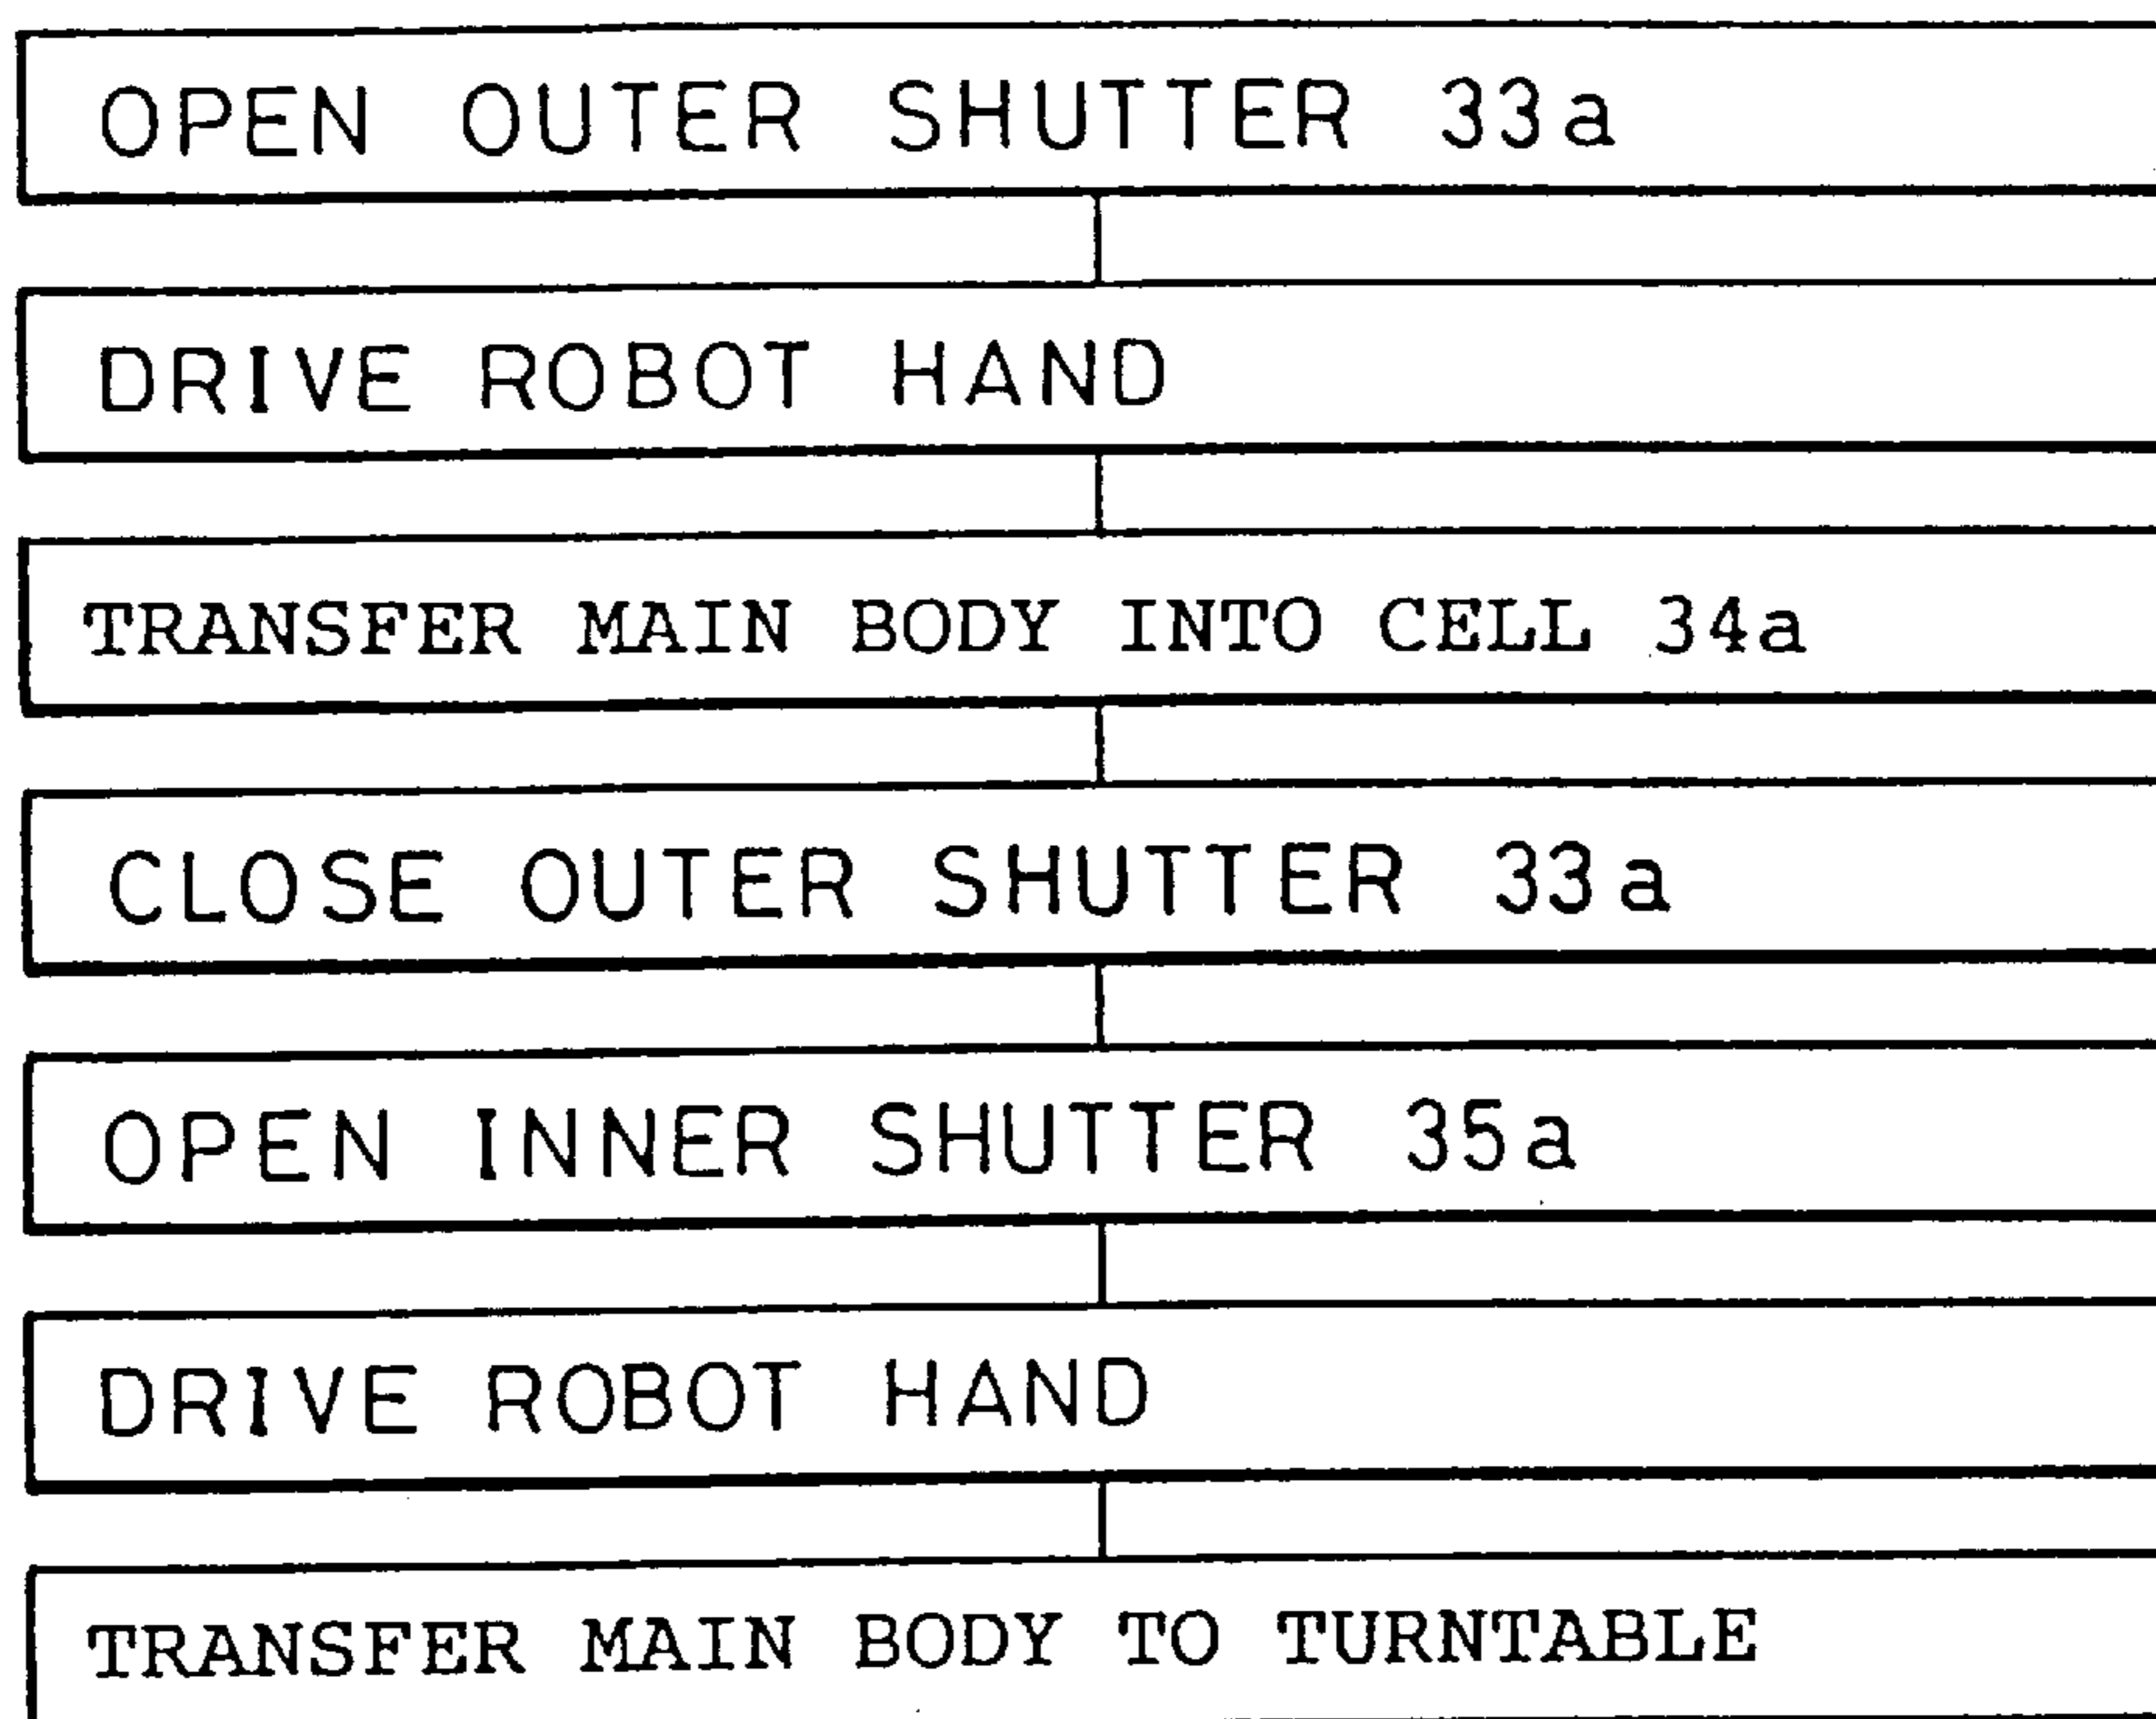 OPEN OUTER SHUTTER 33a
DRIVE ROBOT HAND
TRANSFER MAIN BODY INTO CELL 34a
CLOSE OUTER SHUTTER 33a
OPEN INNER SHUTTER 35a
DRIVE ROBOT HAND
TRANSFER MAIN BODY TO TURNTABLE